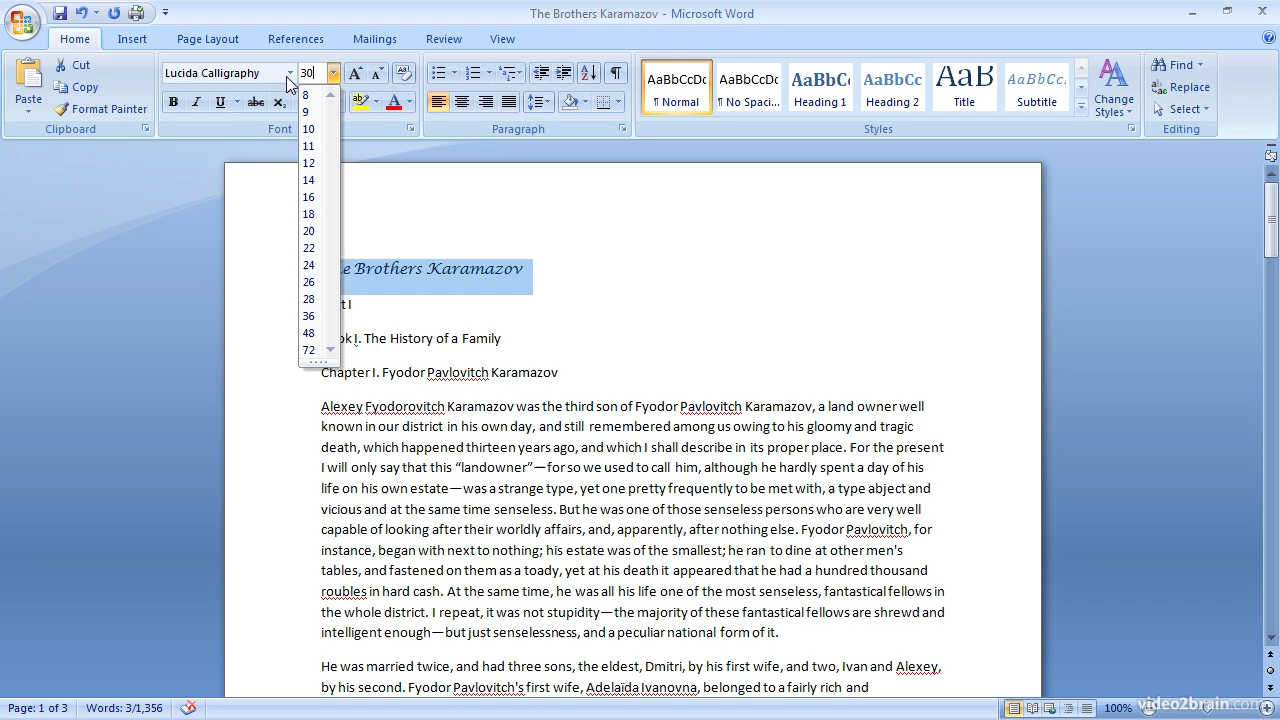 The Brothers Karamazov - Microsoft Word
Home Insert Page Layout References Mailings Review View
Paste
Cut
Copy
Format Painter
Clipboard
Lucida Calligraphy 30
B I U abc X₂
Font
Paragraph
AaBbCcDc AaBbCcDc AaBbC AaBbCc AaB AaBbCc.
¶ Normal ¶ No Spaci... Heading 1 Heading 2 Title Subtitle
Change Styles
Styles
Find
Replace
Select
Editing
8
9
10
11
12
14
16
18
20
22
24
26
28
36
48
72
e Brothers Karamazov
t I
ok I. The History of a Family
Chapter I. Fyodor Pavlovitch Karamazov
Alexey Fyodorovitch Karamazov was the third son of Fyodor Pavlovitch Karamazov, a land owner well
known in our district in his own day, and still remembered among us owing to his gloomy and tragic
death, which happened thirteen years ago, and which I shall describe in its proper place. For the present
I will only say that this “landowner”—for so we used to call him, although he hardly spent a day of his
life on his own estate—was a strange type, yet one pretty frequently to be met with, a type abject and
vicious and at the same time senseless. But he was one of those senseless persons who are very well
capable of looking after their worldly affairs, and, apparently, after nothing else. Fyodor Pavlovitch, for
instance, began with next to nothing; his estate was of the smallest; he ran to dine at other men's
tables, and fastened on them as a toady, yet at his death it appeared that he had a hundred thousand
roubles in hard cash. At the same time, he was all his life one of the most senseless, fantastical fellows in
the whole district. I repeat, it was not stupidity—the majority of these fantastical fellows are shrewd and
intelligent enough—but just senselessness, and a peculiar national form of it.
He was married twice, and had three sons, the eldest, Dmitri, by his first wife, and two, Ivan and Alexey,
by his second. Fyodor Pavlovitch's first wife, Adelaïda Ivanovna, belonged to a fairly rich and
Page: 1 of 3 Words: 3/1,356 100%
video2brain.com